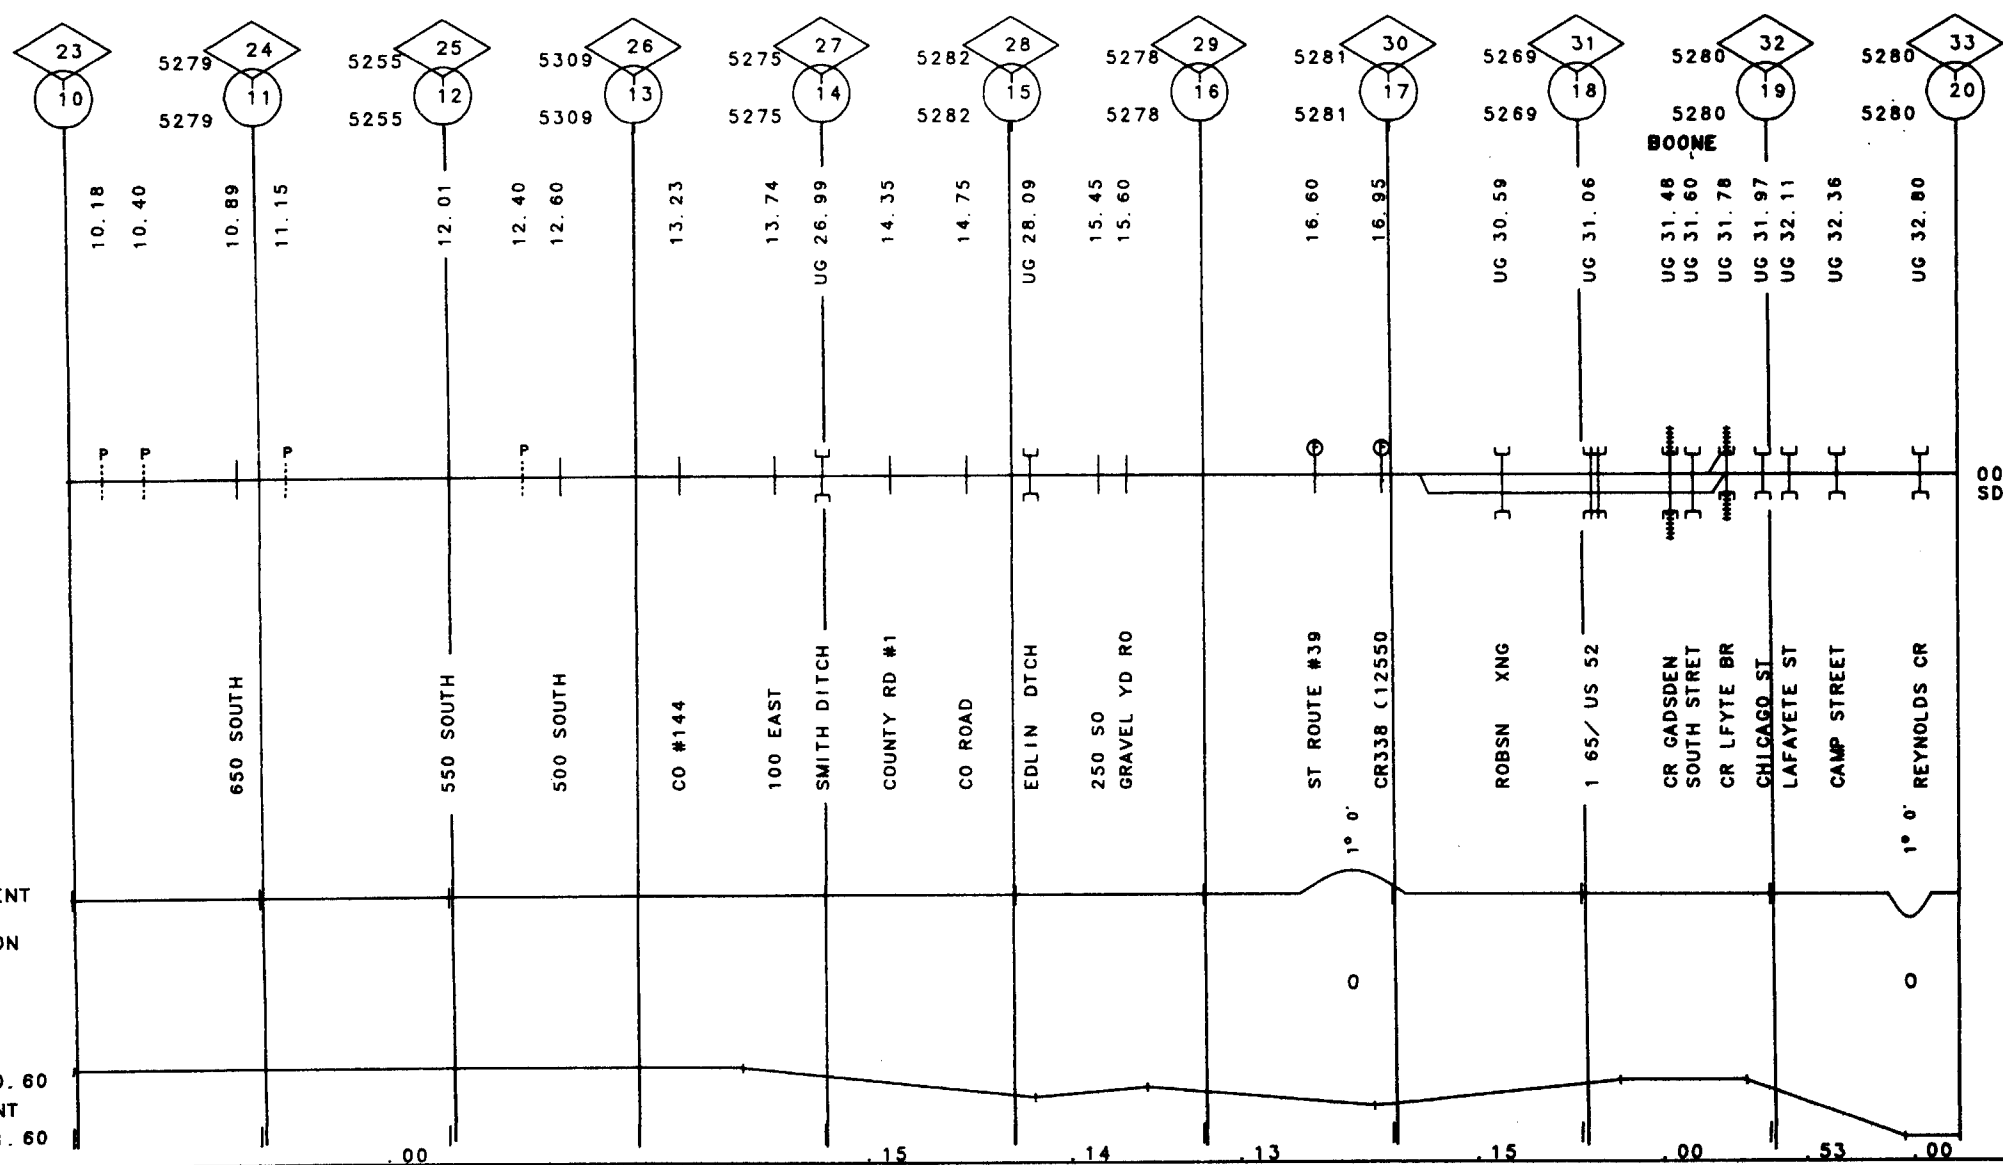 23 24 25 26 27 28 29 30 31 32 33
5279 5255 5309 5275 5282 5278 5281 5269 5280 5280
10 11 12 13 14 15 16 17 18 19 20
5279 5255 5309 5275 5282 5278 5281 5269 5280 5280
BOONE
10.18
10.40
10.89
11.15
12.01
12.40
12.60
13.23
13.74
UG 26.99
14.35
14.75
UG 28.09
15.45
15.60
16.60
16.95
UG 30.59
UG 31.06
UG 31.48
UG 31.60
UG 31.78
UG 31.97
UG 32.11
UG 32.36
UG 32.80
P P P P
00
SD
650 SOUTH
550 SOUTH
500 SOUTH
CO #144
100 EAST
SMITH DITCH
COUNTY RD #1
CO ROAD
EDLIN DTCH
250 SO
GRAVEL YD RO
ST ROUTE #39
CR338 (12550
ROBSN XNG
1 65/ US 52
CR GADSDEN
SOUTH STRET
CR LFYTE BR
CHICAGO ST
LAFAYETE ST
CAMP STREET
REYNOLDS CR
1° 0' 1° 0'
ENT
ON
0 0
0.60
NT
.60
.00 .15 .14 .13 .15 .00 .53 .00